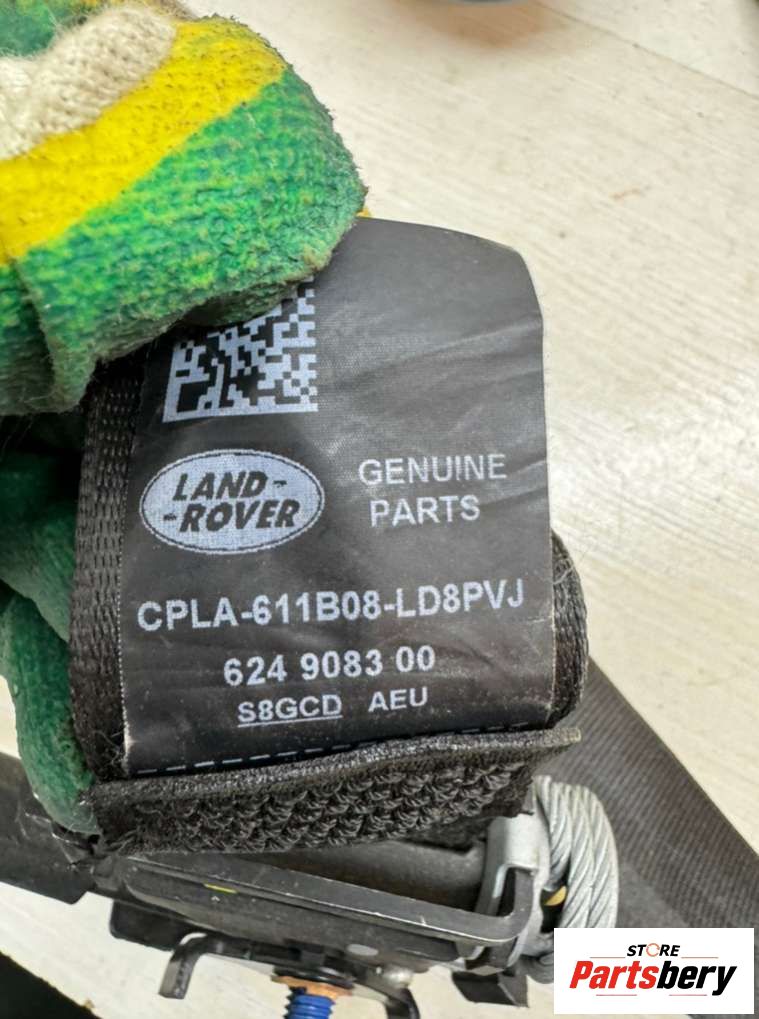 LAND-
-ROVER
GENUINE
PARTS
CPLA-611B08-LD8PVJ
624 9083 00
S8GCD AEU
STORE
Partsbery